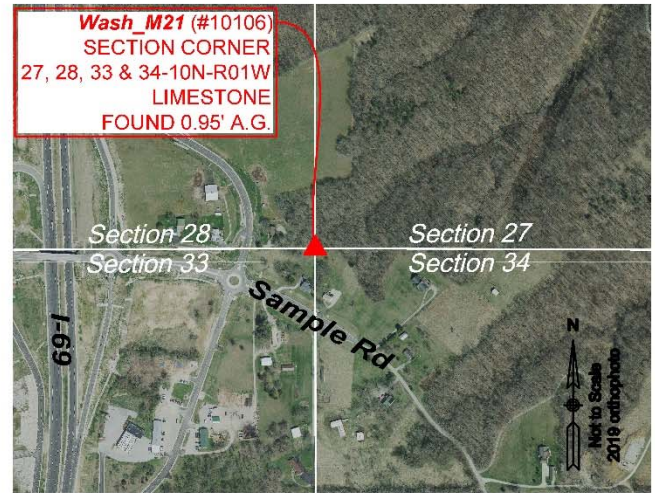 Wash_M21 (#10106)
SECTION CORNER
27, 28, 33 & 34-10N-R01W
LIMESTONE
FOUND 0.95' A.G.
Section 28
Section 27
Section 33
Section 34
Sample Rd
I-69
N
Not to Scale
2019 orthophoto